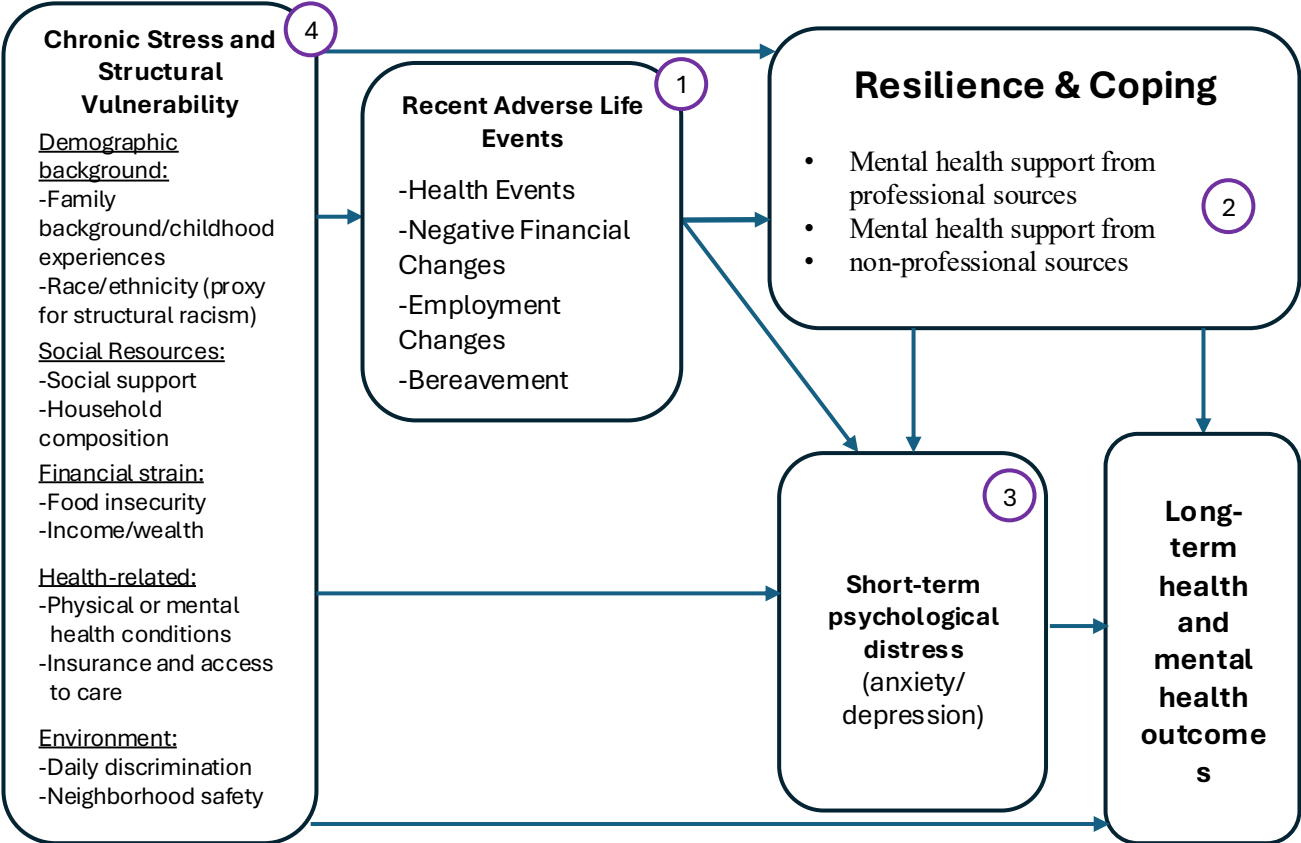 4
Chronic Stress and
Structural
Vulnerability
Demographic
background:
-Family
background/childhood
experiences
-Race/ethnicity (proxy
for structural racism)
Social Resources:
-Social support
-Household
composition
Financial strain:
-Food insecurity
-Income/wealth
Health-related:
-Physical or mental
health conditions
-Insurance and access
to care
Environment:
-Daily discrimination
-Neighborhood safety
1
Recent Adverse Life
Events
-Health Events
-Negative Financial
Changes
-Employment
Changes
-Bereavement
Resilience & Coping
• Mental health support from
professional sources
• Mental health support from
• non-professional sources
2
3
Short-term
psychological
distress
(anxiety/
depression)
Long-
term
health
and
mental
health
outcome
s